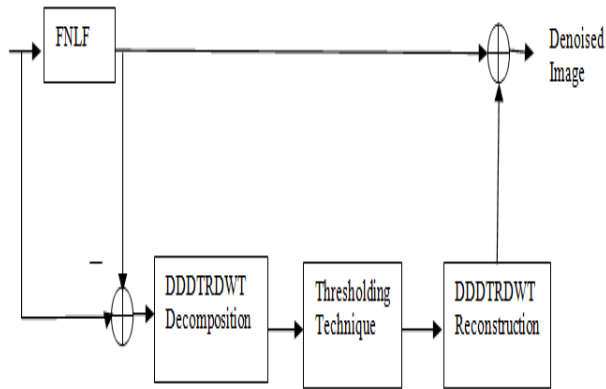 FNLF
Denoised
Image
–
DDDTRDWT
Decomposition
Thresholding
Technique
DDDTRDWT
Reconstruction